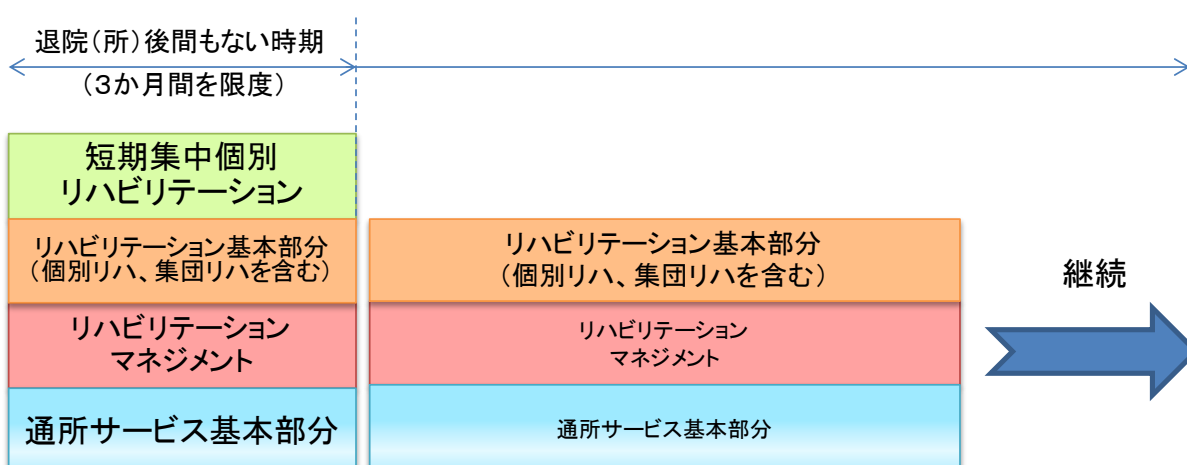 退院(所)後間もない時期
(3か月間を限度)
短期集中個別
リハビリテーション
リハビリテーション基本部分
(個別リハ、集団リハを含む)
リハビリテーション
マネジメント
通所サービス基本部分
リハビリテーション基本部分
(個別リハ、集団リハを含む)
リハビリテーション
マネジメント
通所サービス基本部分
継続